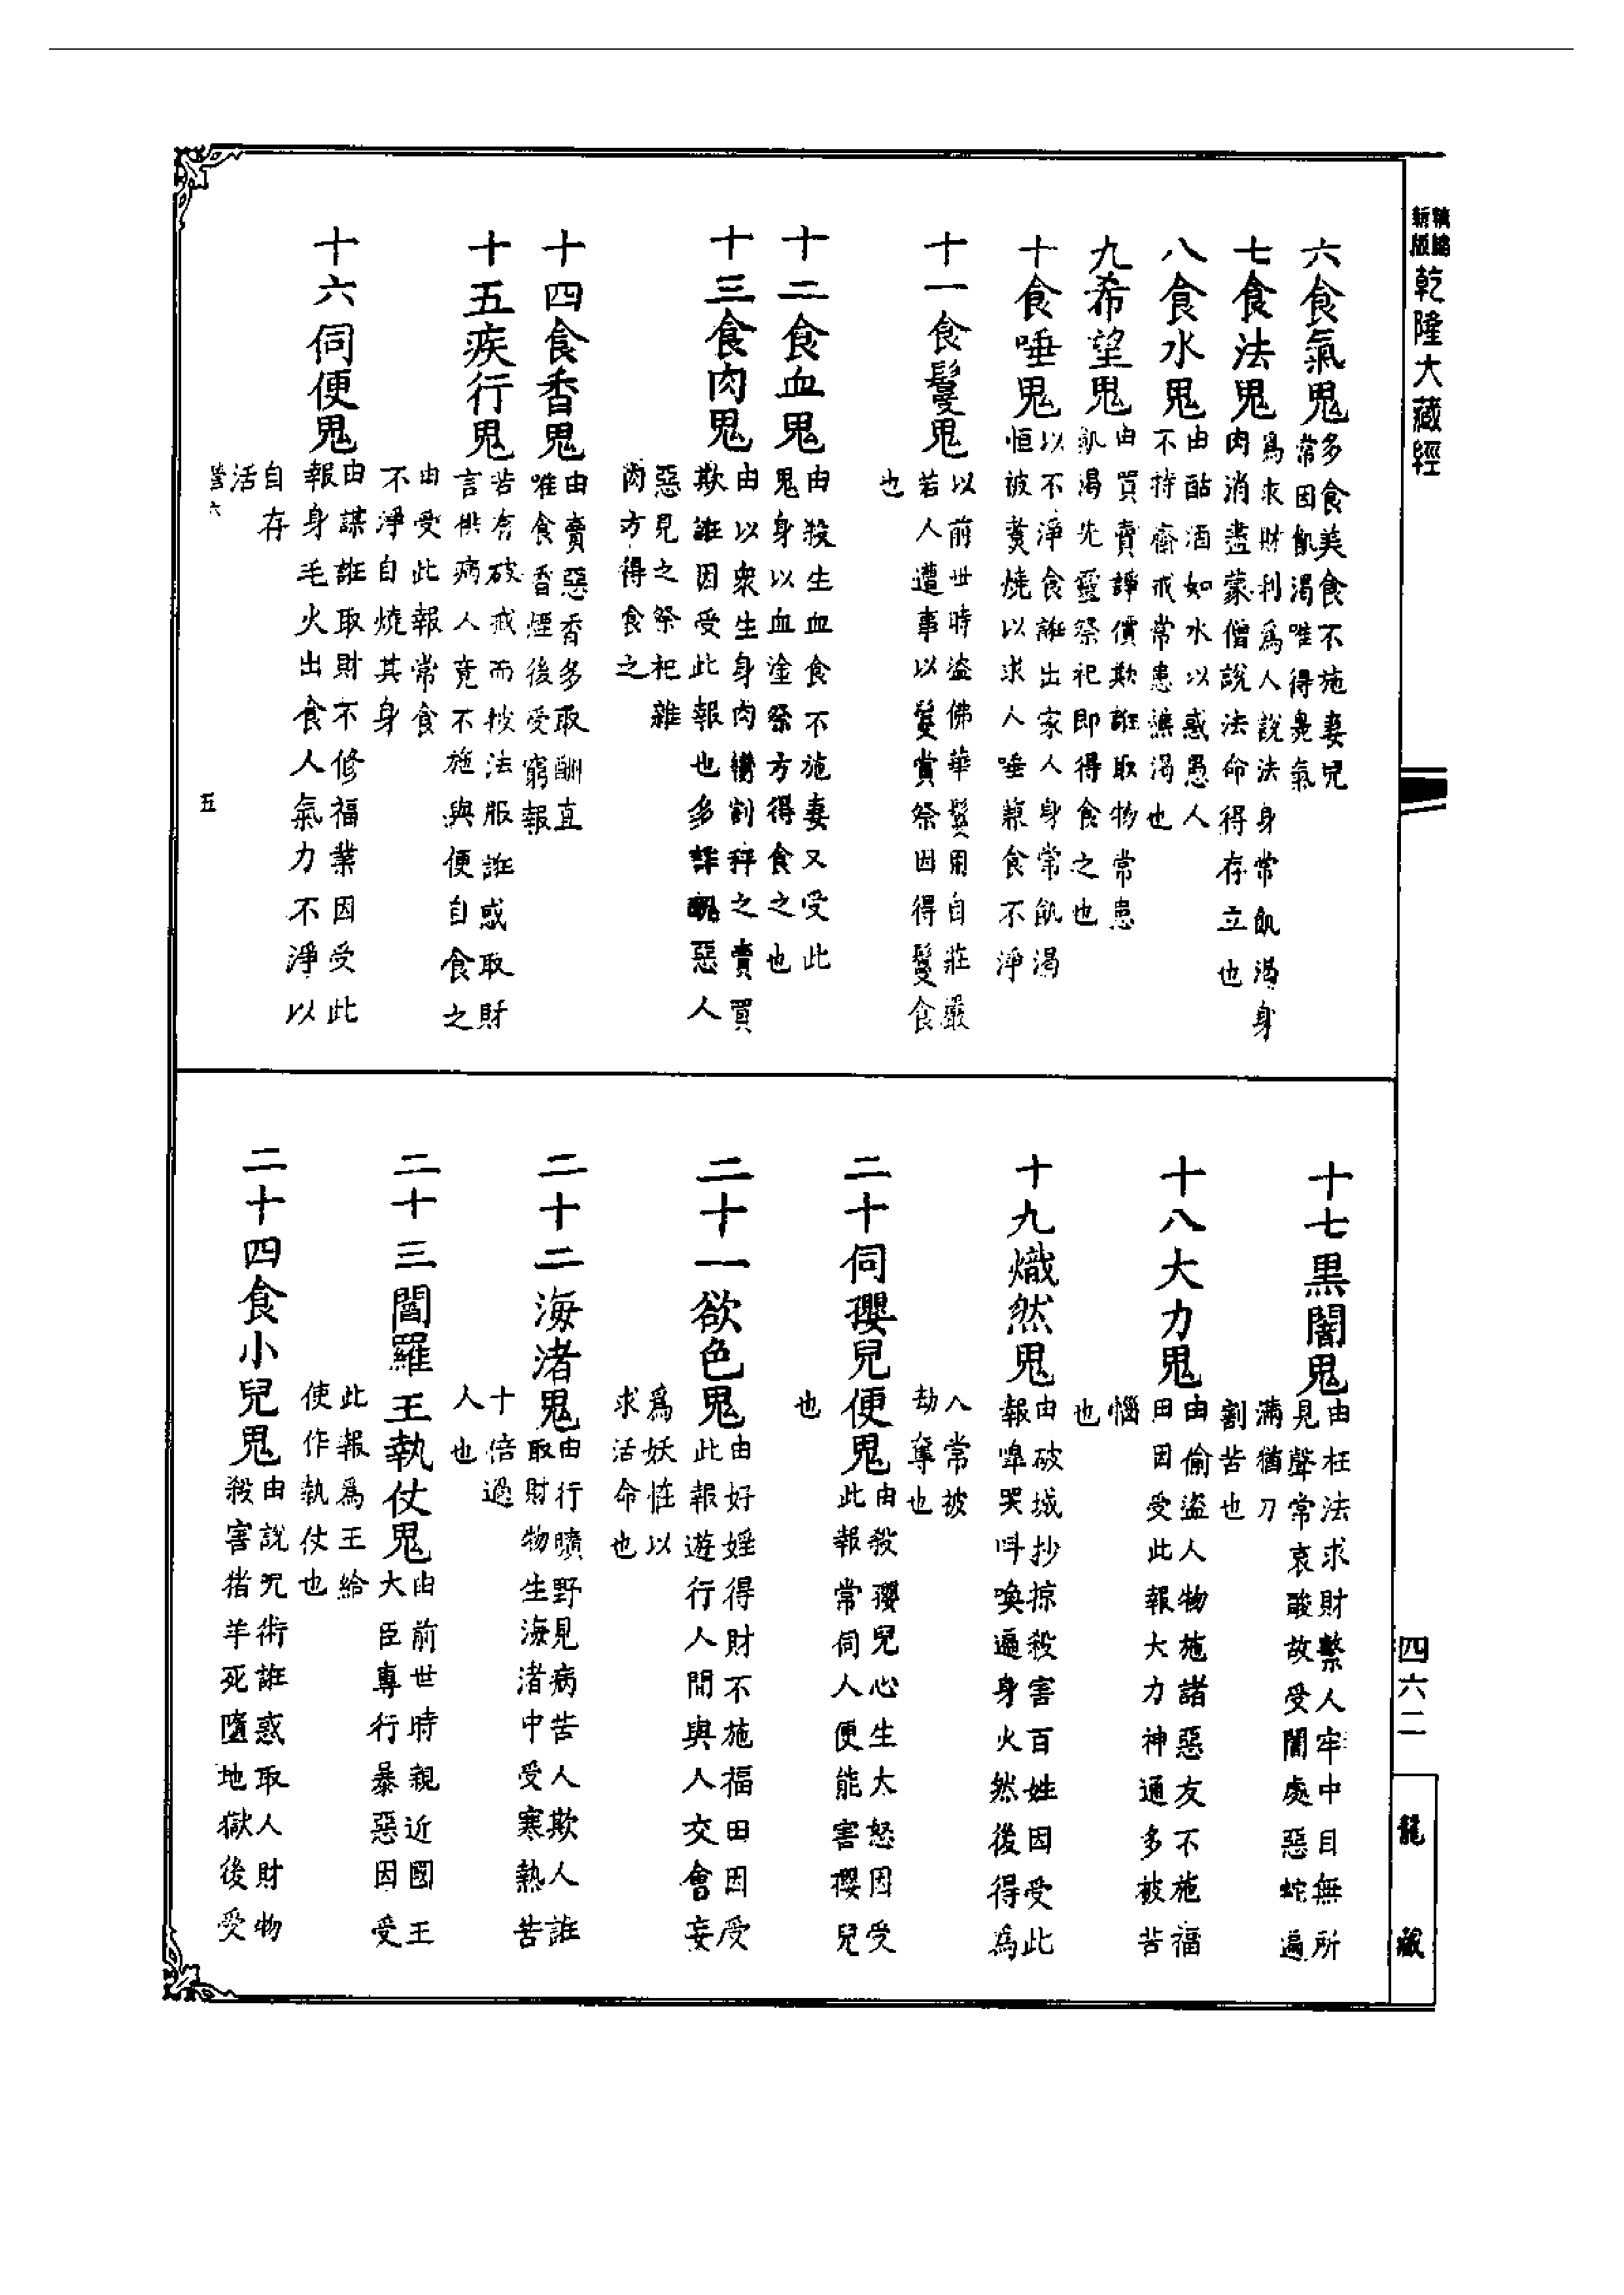 新版
精縮
乾隆大藏經
六食氣鬼多食美食不施妻兒
常因飢渴唯得臭氣
七食法鬼為求財利為人說法身常飢渴身
肉消盡蒙僧說法命得存立也
八食水鬼由酤酒如水以惑愚人
不持齋戒常患燋渴也
九希望鬼由買賣諍價欺誑取物常患
飢渴先靈祭祀即得食之也
十食唾鬼以不淨食誑出家人身常飢渴
恒被煑燒以求人唾兼食不淨
十一食鬘鬼以前世時盜佛華鬘用自莊嚴
若人遭事以鬘賞祭因得鬘食
也
十二食血鬼由殺生血食不施妻又受此
鬼身以血塗祭方得食之也
十三食肉鬼由以衆生身肉臠割秤之賣買
欺誑因受此報也多詐醜惡人
惡見之祭祀雜
肉方得食之
十四食香鬼由賣惡香多取酬直
唯食香煙後受窮報
十五疾行鬼若有破戒而披法服誑惑取財
言供病人竟不施與便自食之
由受此報常食
不淨自燒其身
十六伺便鬼由謀誑取財不修福業因受此
報身毛火出食人氣力不淨以
自存
活
營六
五
十七黑闇鬼由枉法求財繫人牢中目無所
見聲常哀酸故受闇處惡蛇遍
滿猶刀
割苦也
十八大力鬼由偷盜人物施諸惡友不施福
田因受此報大力神通多被苦
惱
也
十九熾然鬼由破城抄掠殺害百姓因受此
報嘷哭呌喚遍身火然後得為
人常被
劫奪也
二十伺孾兒便鬼由殺孾兒心生大怒因受
此報常伺人便能害孾兒
也
二十一欲色鬼由好婬得財不施福田因受
此報遊行人間與人交會妄
為妖怪以
求活命也
二十二海渚鬼由行曠野見病苦人欺人誑
取財物生海渚中受寒熱苦
十倍過
人也
二十三閻羅王執仗鬼由前世時親近國王
大臣專行暴惡因受
此報為王給
使作執仗也
二十四食小兒鬼由說咒術誑惑取人財物
殺害猪羊死墮地獄後受
四六二
龍藏